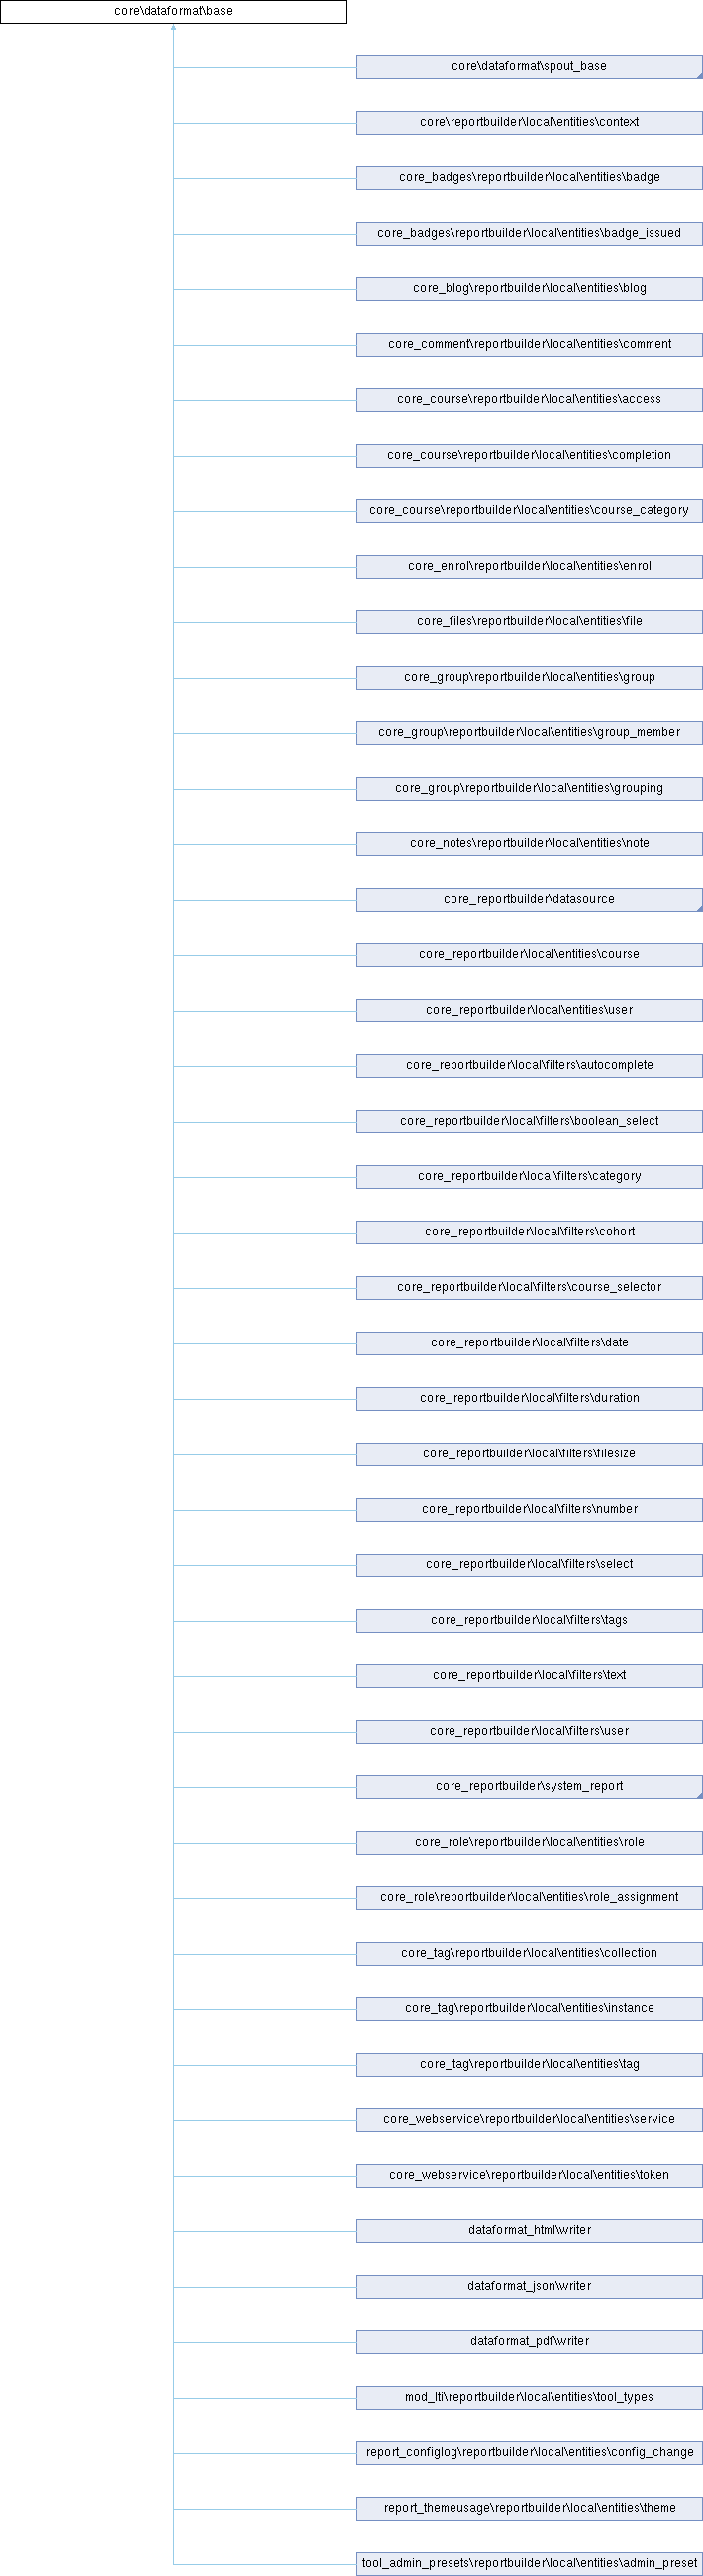 core\dataformat\base
core\dataformat\spout_base
core\reportbuilder\local\entities\context
core_badges\reportbuilder\local\entities\badge
core_badges\reportbuilder\local\entities\badge_issued
core_blog\reportbuilder\local\entities\blog
core_comment\reportbuilder\local\entities\comment
core_course\reportbuilder\local\entities\access
core_course\reportbuilder\local\entities\completion
core_course\reportbuilder\local\entities\course_category
core_enrol\reportbuilder\local\entities\enrol
core_files\reportbuilder\local\entities\file
core_group\reportbuilder\local\entities\group
core_group\reportbuilder\local\entities\group_member
core_group\reportbuilder\local\entities\grouping
core_notes\reportbuilder\local\entities\note
core_reportbuilder\datasource
core_reportbuilder\local\entities\course
core_reportbuilder\local\entities\user
core_reportbuilder\local\filters\autocomplete
core_reportbuilder\local\filters\boolean_select
core_reportbuilder\local\filters\category
core_reportbuilder\local\filters\cohort
core_reportbuilder\local\filters\course_selector
core_reportbuilder\local\filters\date
core_reportbuilder\local\filters\duration
core_reportbuilder\local\filters\filesize
core_reportbuilder\local\filters\number
core_reportbuilder\local\filters\select
core_reportbuilder\local\filters\tags
core_reportbuilder\local\filters\text
core_reportbuilder\local\filters\user
core_reportbuilder\system_report
core_role\reportbuilder\local\entities\role
core_role\reportbuilder\local\entities\role_assignment
core_tag\reportbuilder\local\entities\collection
core_tag\reportbuilder\local\entities\instance
core_tag\reportbuilder\local\entities\tag
core_webservice\reportbuilder\local\entities\service
core_webservice\reportbuilder\local\entities\token
dataformat_html\writer
dataformat_json\writer
dataformat_pdf\writer
mod_lti\reportbuilder\local\entities\tool_types
report_configlog\reportbuilder\local\entities\config_change
report_themeusage\reportbuilder\local\entities\theme
tool_admin_presets\reportbuilder\local\entities\admin_preset